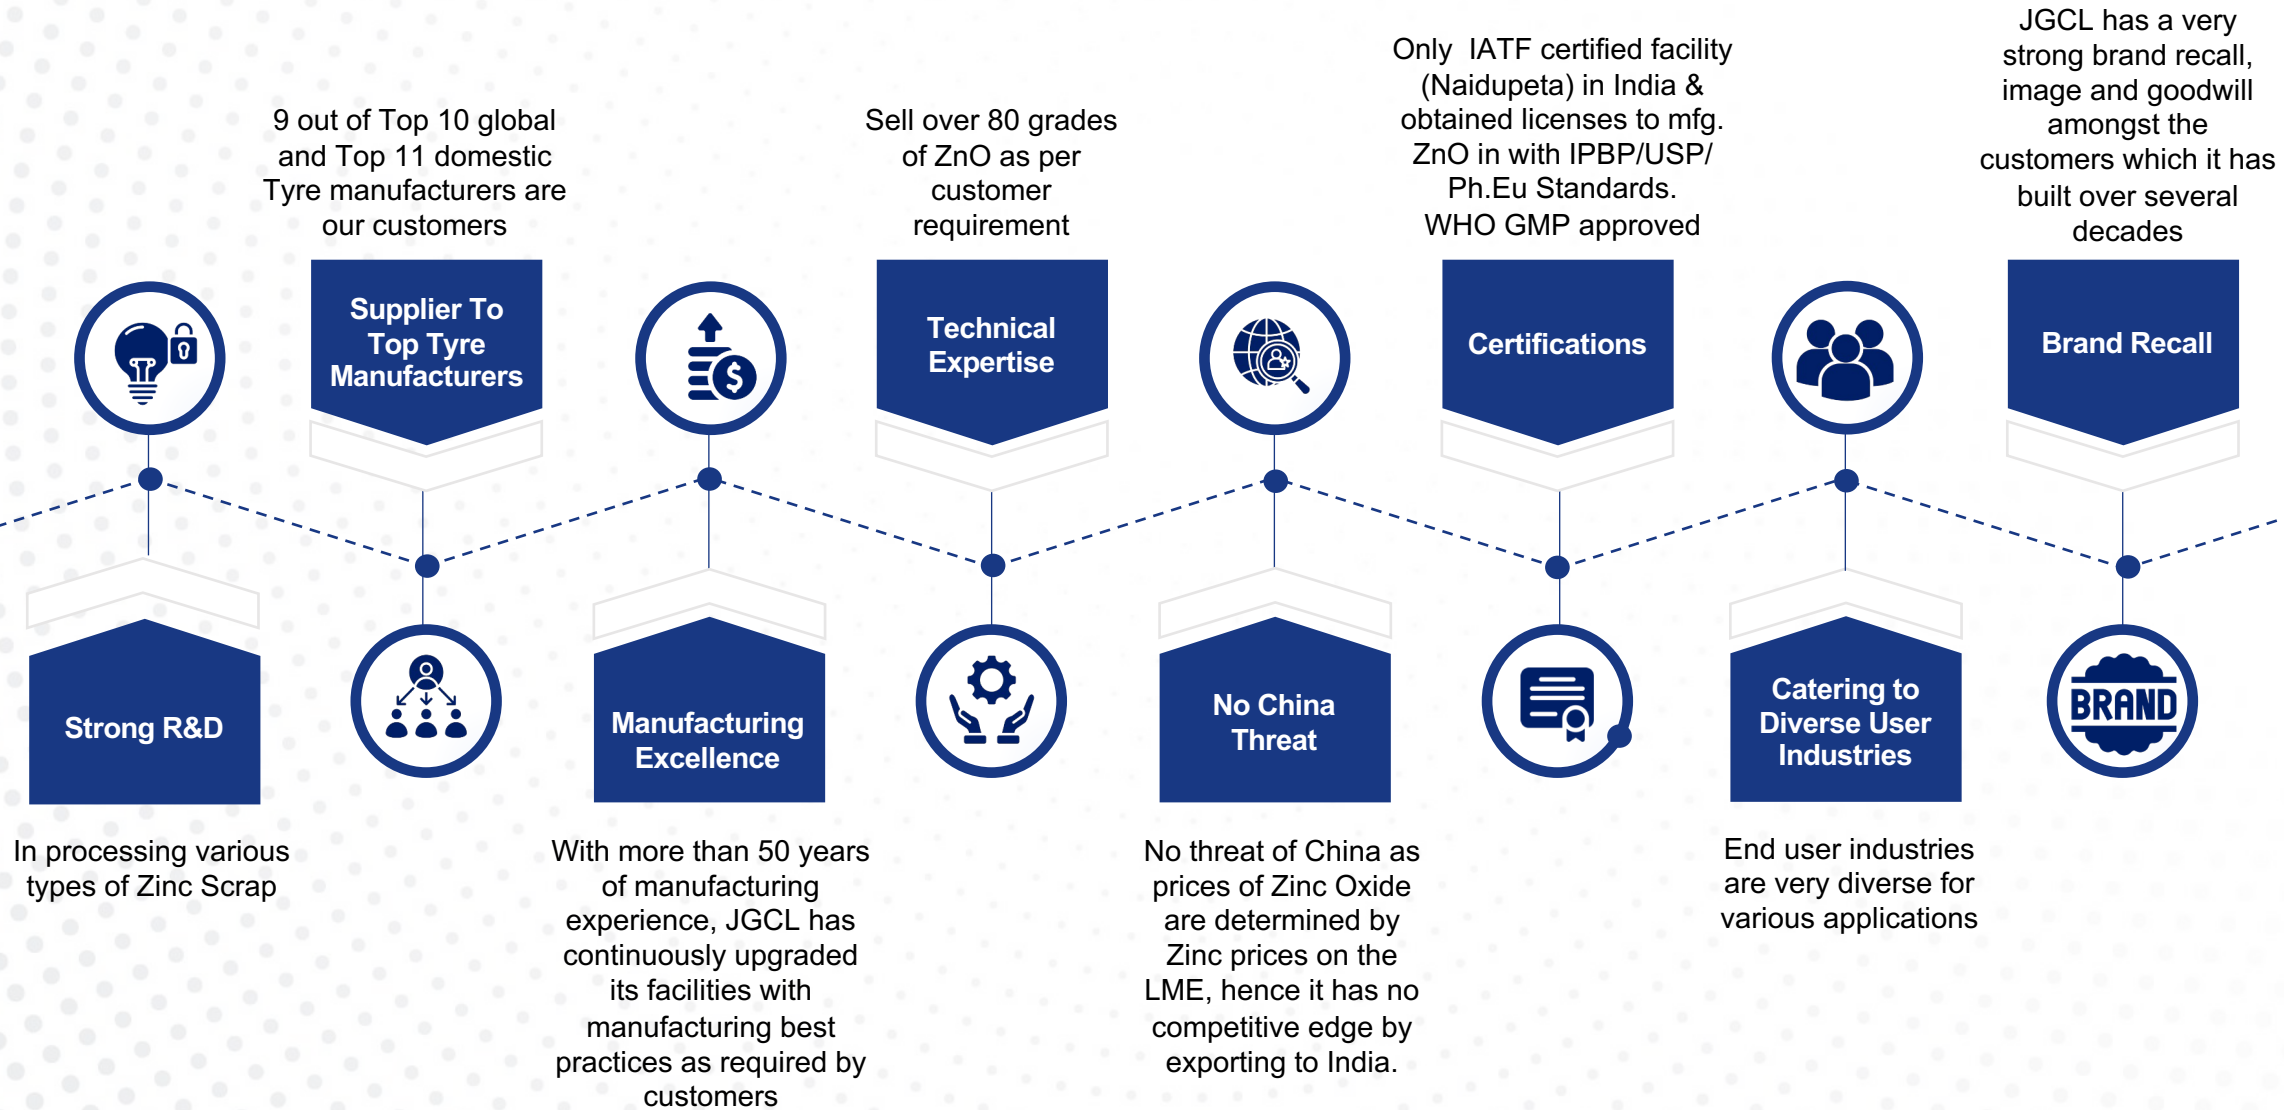 Strong R&D
In processing various
types of Zinc Scrap
9 out of Top 10 global
and Top 11 domestic
Tyre manufacturers are
our customers
Supplier To
Top Tyre
Manufacturers
Manufacturing
Excellence
With more than 50 years
of manufacturing
experience, JGCL has
continuously upgraded
its facilities with
manufacturing best
practices as required by
customers
Sell over 80 grades
of ZnO as per
customer
requirement
Technical
Expertise
No China
Threat
No threat of China as
prices of Zinc Oxide
are determined by
Zinc prices on the
LME, hence it has no
competitive edge by
exporting to India.
Only IATF certified facility
(Naidupeta) in India &
obtained licenses to mfg.
ZnO in with IPBP/USP/
Ph.Eu Standards.
WHO GMP approved
Certifications
Catering to
Diverse User
Industries
End user industries
are very diverse for
various applications
JGCL has a very
strong brand recall,
image and goodwill
amongst the
customers which it has
built over several
decades
Brand Recall
BRAND